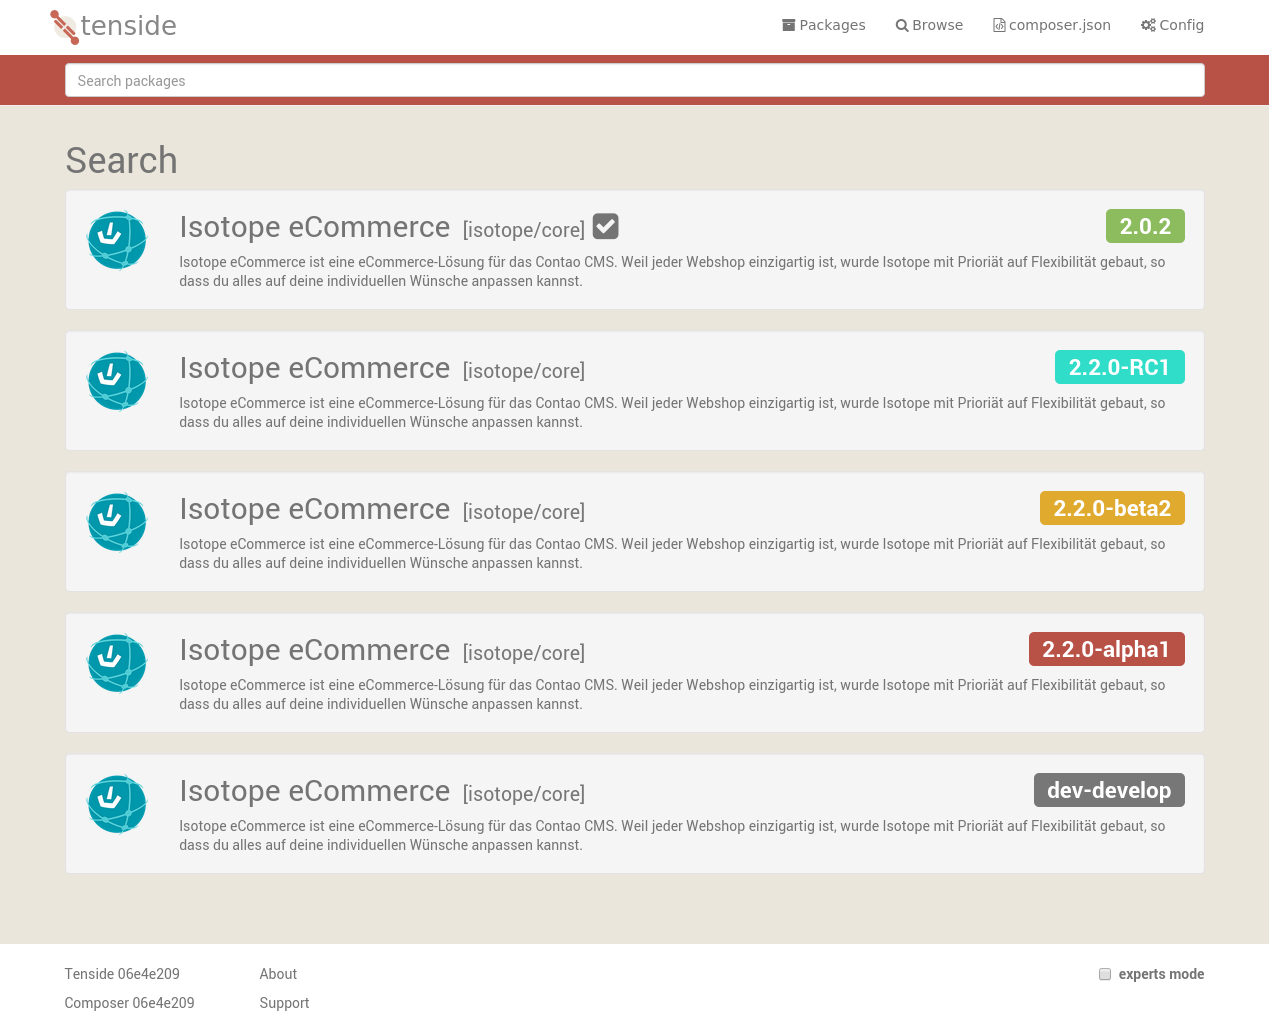 tenside
Packages
Browse
composer.json
Config
Search packages
Search
Isotope eCommerce [isotope/core]
2.0.2
Isotope eCommerce ist eine eCommerce-Lösung für das Contao CMS. Weil jeder Webshop einzigartig ist, wurde Isotope mit Prioriät auf Flexibilität gebaut, so
dass du alles auf deine individuellen Wünsche anpassen kannst.
Isotope eCommerce [isotope/core]
2.2.0-RC1
Isotope eCommerce ist eine eCommerce-Lösung für das Contao CMS. Weil jeder Webshop einzigartig ist, wurde Isotope mit Prioriät auf Flexibilität gebaut, so
dass du alles auf deine individuellen Wünsche anpassen kannst.
Isotope eCommerce [isotope/core]
2.2.0-beta2
Isotope eCommerce ist eine eCommerce-Lösung für das Contao CMS. Weil jeder Webshop einzigartig ist, wurde Isotope mit Prioriät auf Flexibilität gebaut, so
dass du alles auf deine individuellen Wünsche anpassen kannst.
Isotope eCommerce [isotope/core]
2.2.0-alpha1
Isotope eCommerce ist eine eCommerce-Lösung für das Contao CMS. Weil jeder Webshop einzigartig ist, wurde Isotope mit Prioriät auf Flexibilität gebaut, so
dass du alles auf deine individuellen Wünsche anpassen kannst.
Isotope eCommerce [isotope/core]
dev-develop
Isotope eCommerce ist eine eCommerce-Lösung für das Contao CMS. Weil jeder Webshop einzigartig ist, wurde Isotope mit Prioriät auf Flexibilität gebaut, so
dass du alles auf deine individuellen Wünsche anpassen kannst.
Tenside 06e4e209
About
experts mode
Composer 06e4e209
Support